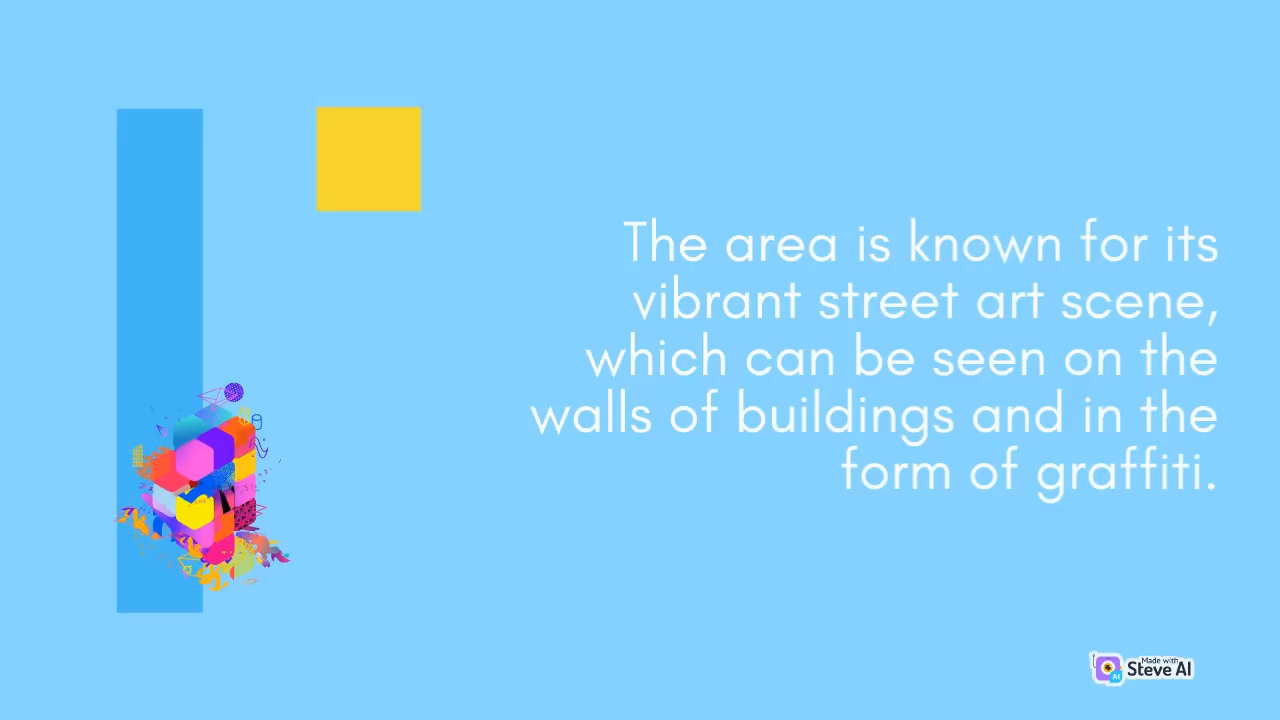 The area is known for its
vibrant street art scene,
which can be seen on the
walls of buildings and in the
form of graffiti.
Made with
Steve AI
AI